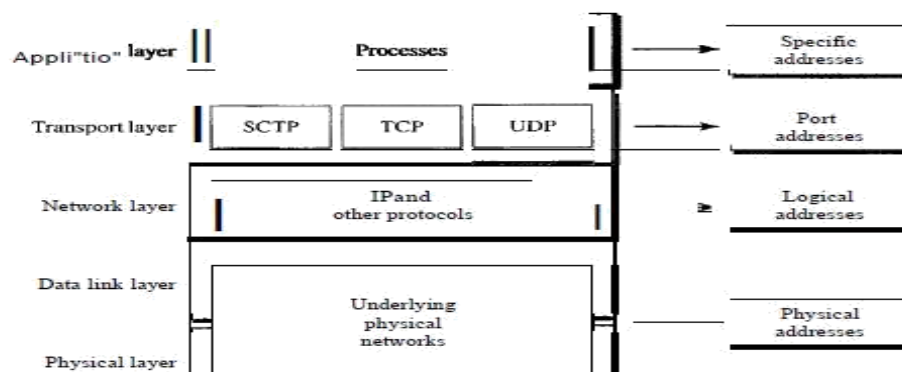 Appli"tio" layer
Processes
Specific
addresses
Transport layer
SCTP
TCP
UDP
Port
addresses
Network layer
IPand
other protocols
Logical
addresses
Data link layer
Underlying
physical
networks
Physical
addresses
Physical layer